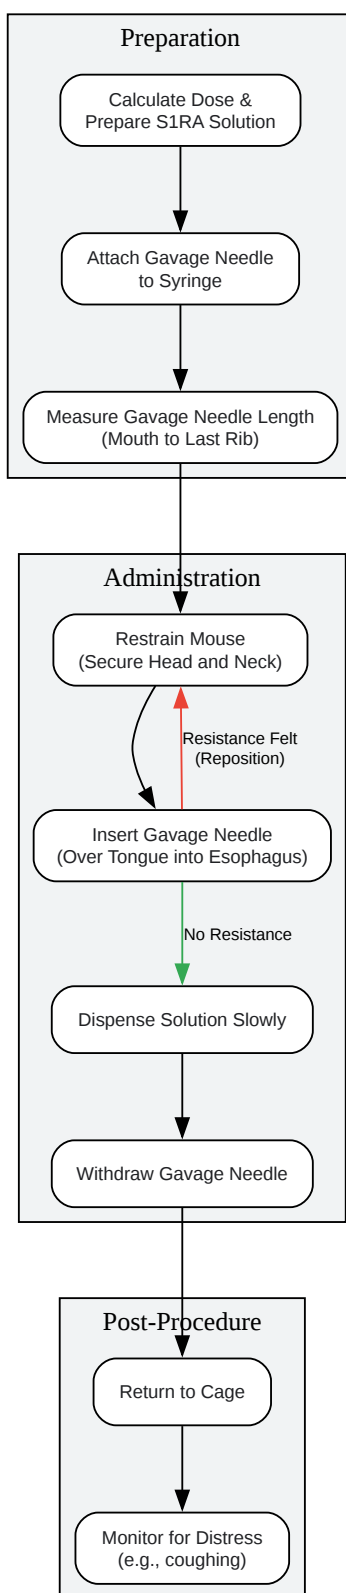 Preparation
Calculate Dose &
Prepare S1RA Solution
Attach Gavage Needle
to Syringe
Measure Gavage Needle Length
(Mouth to Last Rib)
Administration
Restrain Mouse
(Secure Head and Neck)
Resistance Felt
(Reposition)
Insert Gavage Needle
(Over Tongue into Esophagus)
No Resistance
Dispense Solution Slowly
Withdraw Gavage Needle
Post-Procedure
Return to Cage
Monitor for Distress
(e.g., coughing)